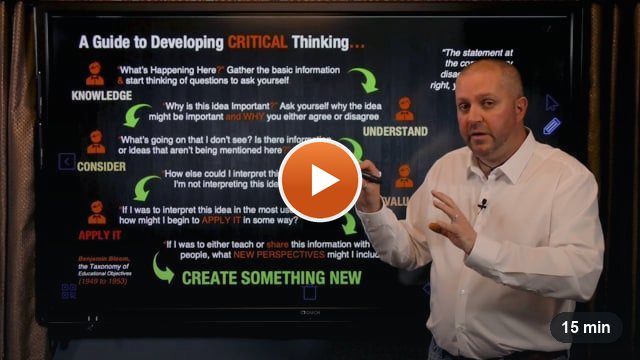 A Guide to Developing CRITICAL Thinking…
"What's Happening Here?" Gather the basic information
& start thinking of questions to ask yourself
KNOWLEDGE
"Why is this idea Important?" Ask yourself why the idea
might be important and WHY you either agree or disagree
UNDERSTAND
"What's going on that I don't see? Is there information
or ideas that aren't being mentioned here
CONSIDER
"How else could I interpret
I'm not interpreting this
"If I was to interpret this idea in the most
how might I begin to APPLY IT in some way?"
APPLY IT
"If I was to either teach or share this information with
people, what NEW PERSPECTIVES might I
CREATE SOMETHING NEW
Benjamin Bloom,
the Taxonomy of
Educational Objectives
(1949 to 1953)
"The statement at
the
right,
15 min